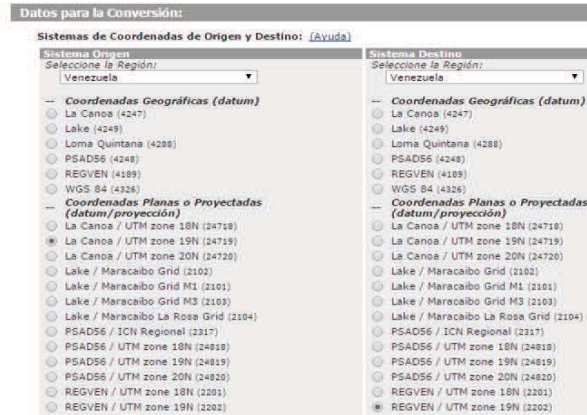 Datos para la Conversión:
Sistemas de Coordenadas de Origen y Destino: (Ayuda)
Sistema Origen
Seleccione la Región:
Venezuela
-- Coordenadas Geográficas (datum)
La Canoa (4247)
Lake (4249)
Loma Quintana (4288)
PSAD56 (4248)
REGVEN (4189)
WGS 84 (4326)
-- Coordenadas Planas o Proyectadas
(datum/proyección)
La Canoa / UTM zone 18N (24718)
La Canoa / UTM zone 19N (24719)
La Canoa / UTM zone 20N (24720)
Lake / Maracaibo Grid (2102)
Lake / Maracaibo Grid M1 (2101)
Lake / Maracaibo Grid M3 (2103)
Lake / Maracaibo La Rosa Grid (2104)
PSAD56 / ICN Regional (2317)
PSAD56 / UTM zone 18N (24818)
PSAD56 / UTM zone 19N (24819)
PSAD56 / UTM zone 20N (24820)
REGVEN / UTM zone 18N (2201)
REGVEN / UTM zone 19N (2202)
Sistema Destino
Seleccione la Región:
Venezuela
-- Coordenadas Geográficas (datum)
La Canoa (4247)
Lake (4249)
Loma Quintana (4288)
PSAD56 (4248)
REGVEN (4189)
WGS 84 (4326)
-- Coordenadas Planas o Proyectadas
(datum/proyección)
La Canoa / UTM zone 18N (24718)
La Canoa / UTM zone 19N (24719)
La Canoa / UTM zone 20N (24720)
Lake / Maracaibo Grid (2102)
Lake / Maracaibo Grid M1 (2101)
Lake / Maracaibo Grid M3 (2103)
Lake / Maracaibo La Rosa Grid (2104)
PSAD56 / ICN Regional (2317)
PSAD56 / UTM zone 18N (24818)
PSAD56 / UTM zone 19N (24819)
PSAD56 / UTM zone 20N (24820)
REGVEN / UTM zone 18N (2201)
REGVEN / UTM zone 19N (2202)